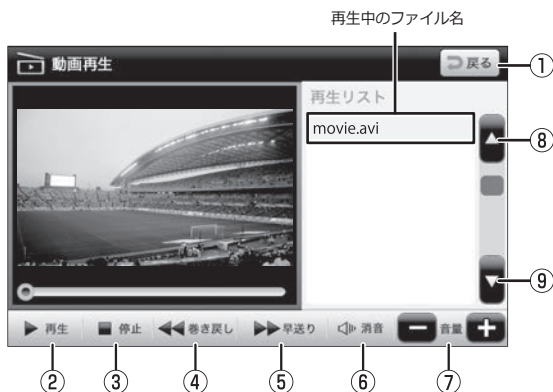 再生中のファイル名
動画再生
戻る
①
再生リスト
movie.avi
⑧
⑨
再生
停止
巻き戻し
早送り
消音
音量
②
③
④
⑤
⑥
⑦